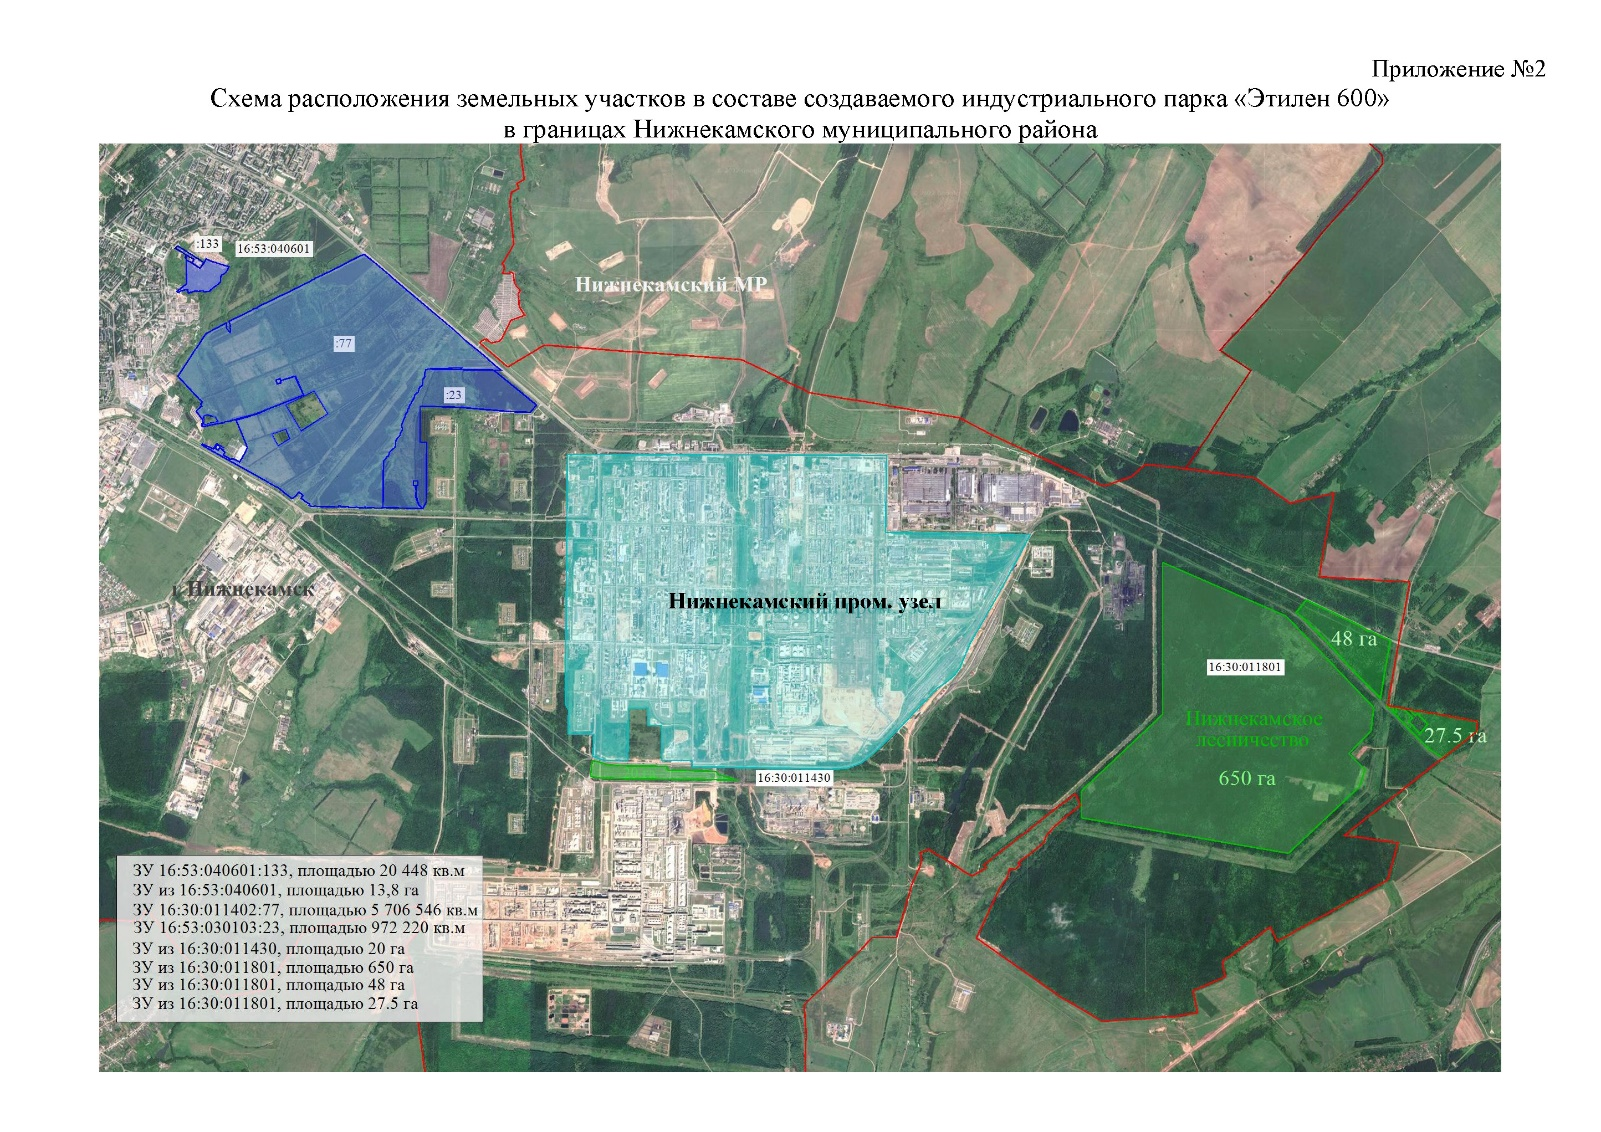 Приложение №2
Схема расположения земельных участков в составе создаваемого индустриального парка «Этилен 600»
в границах Нижнекамского муниципального района
:133
16:53:040601
Нижнекамский МР
:77
:23
г. Нижнекамск
Нижнекамский пром. узел
48 га
16:30:011801
Нижнекамское
лесничество
27.5 га
650 га
16:30:011430
ЗУ 16:53:040601:133, площадью 20 448 кв.м
ЗУ из 16:53:040601, площадью 13,8 га
ЗУ 16:30:011402:77, площадью 5 706 546 кв.м
ЗУ 16:53:030103:23, площадью 972 220 кв.м
ЗУ из 16:30:011430, площадью 20 га
ЗУ из 16:30:011801, площадью 650 га
ЗУ из 16:30:011801, площадью 48 га
ЗУ из 16:30:011801, площадью 27.5 га